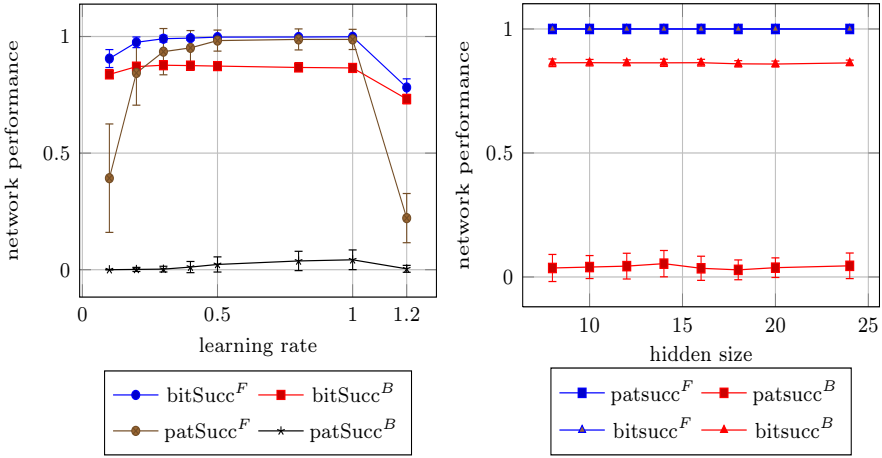 network performance
1
0.5
0
0 0.5 1 1.2
learning rate
bitSucc^F bitSucc^B
patSucc^F patSucc^B
network performance
1
0.5
0
10 15 20 25
hidden size
patsucc^F patsucc^B
bitsucc^F bitsucc^B